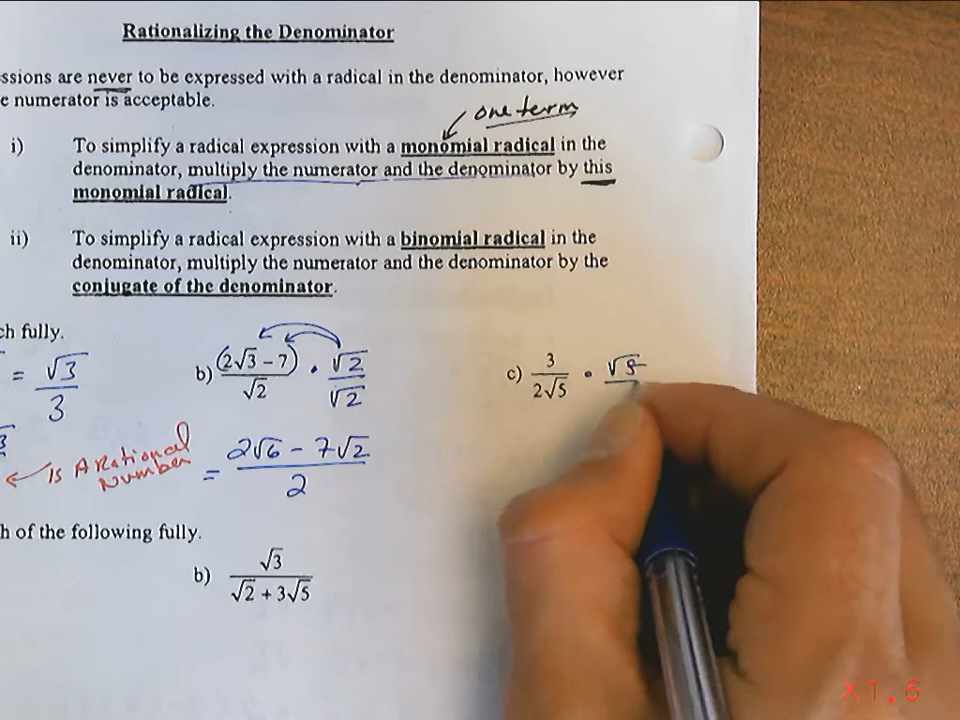 Rationalizing the Denominator
ssions are never to be expressed with a radical in the denominator, however
e numerator is acceptable.
one term
i) To simplify a radical expression with a monomial radical in the
denominator, multiply the numerator and the denominator by this
monomial radical.
ii) To simplify a radical expression with a binomial radical in the
denominator, multiply the numerator and the denominator by the
conjugate of the denominator.
ch fully.
= √3/3
b) (2√3 − 7)/√2 · √2/√2
c) 3/(2√5) · √5
3
← is A Rational
Number
= (2√6 − 7√2)/2
h of the following fully.
b) √3/(√2 + 3√5)
X1.6